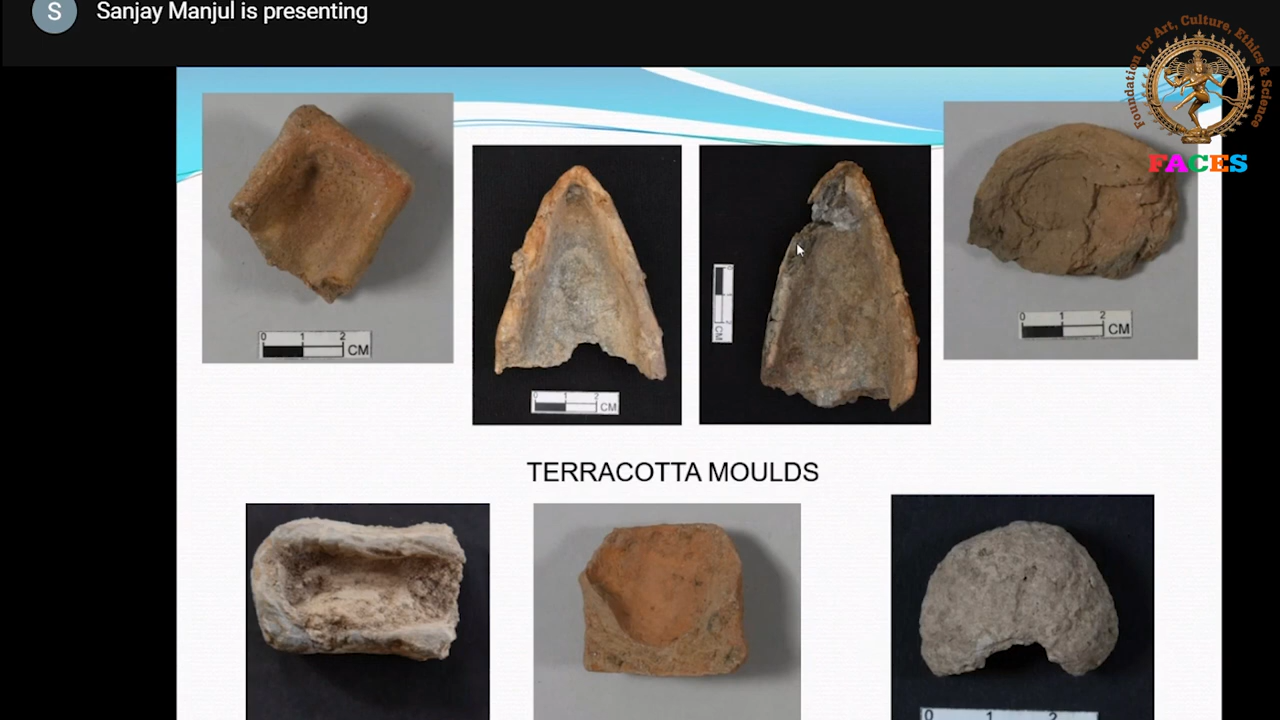 S
Sanjay Manjul is presenting
Foundation for Art, Culture, Ethics & Science
FACES
0 1 2
CM
0 1 2
CM
CM
0 1 2
CM
TERRACOTTA MOULDS
0 1 2